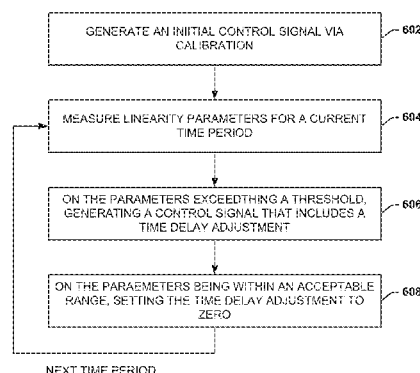 GENERATE AN INIITIAL CONTROL SIGNAL VIA
CALIBRATION
602
MEASURE LINEARITY PARAMETERS FOR A CURRENT
TIME PERIOD
604
ON THE PARAMETERS EXCEEDTHING A THRESHOLD,
GENERATING A CONTROL SIGNAL THAT INCLUDES A
TIME DELAY ADJUSTMENT
606
ON THE PARAEMETERS BEING WITHIN AN ACCEPTABLE
RANGE, SETTING THE TIME DELAY ADJUSTMENT TO
ZERO
608
NEXT TIME PERIOD